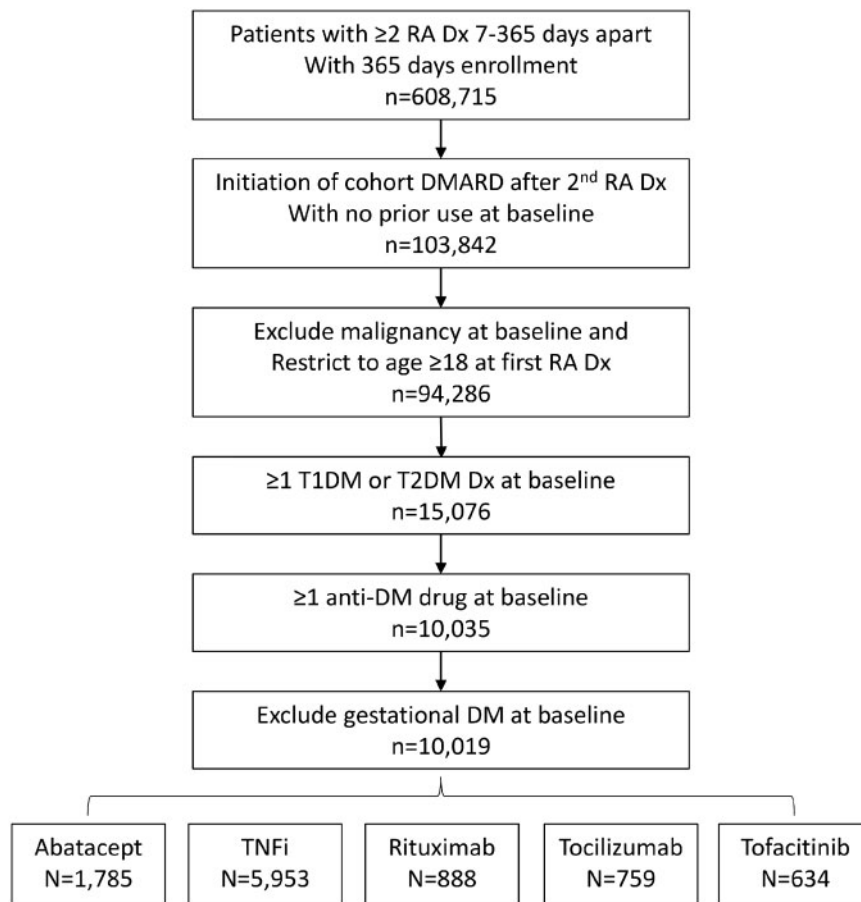 Patients with ≥2 RA Dx 7-365 days apart
With 365 days enrollment
n=608,715
Initiation of cohort DMARD after 2nd RA Dx
With no prior use at baseline
n=103,842
Exclude malignancy at baseline and
Restrict to age ≥18 at first RA Dx
n=94,286
≥1 T1DM or T2DM Dx at baseline
n=15,076
≥1 anti-DM drug at baseline
n=10,035
Exclude gestational DM at baseline
n=10,019
Abatacept
N=1,785
TNFi
N=5,953
Rituximab
N=888
Tocilizumab
N=759
Tofacitinib
N=634